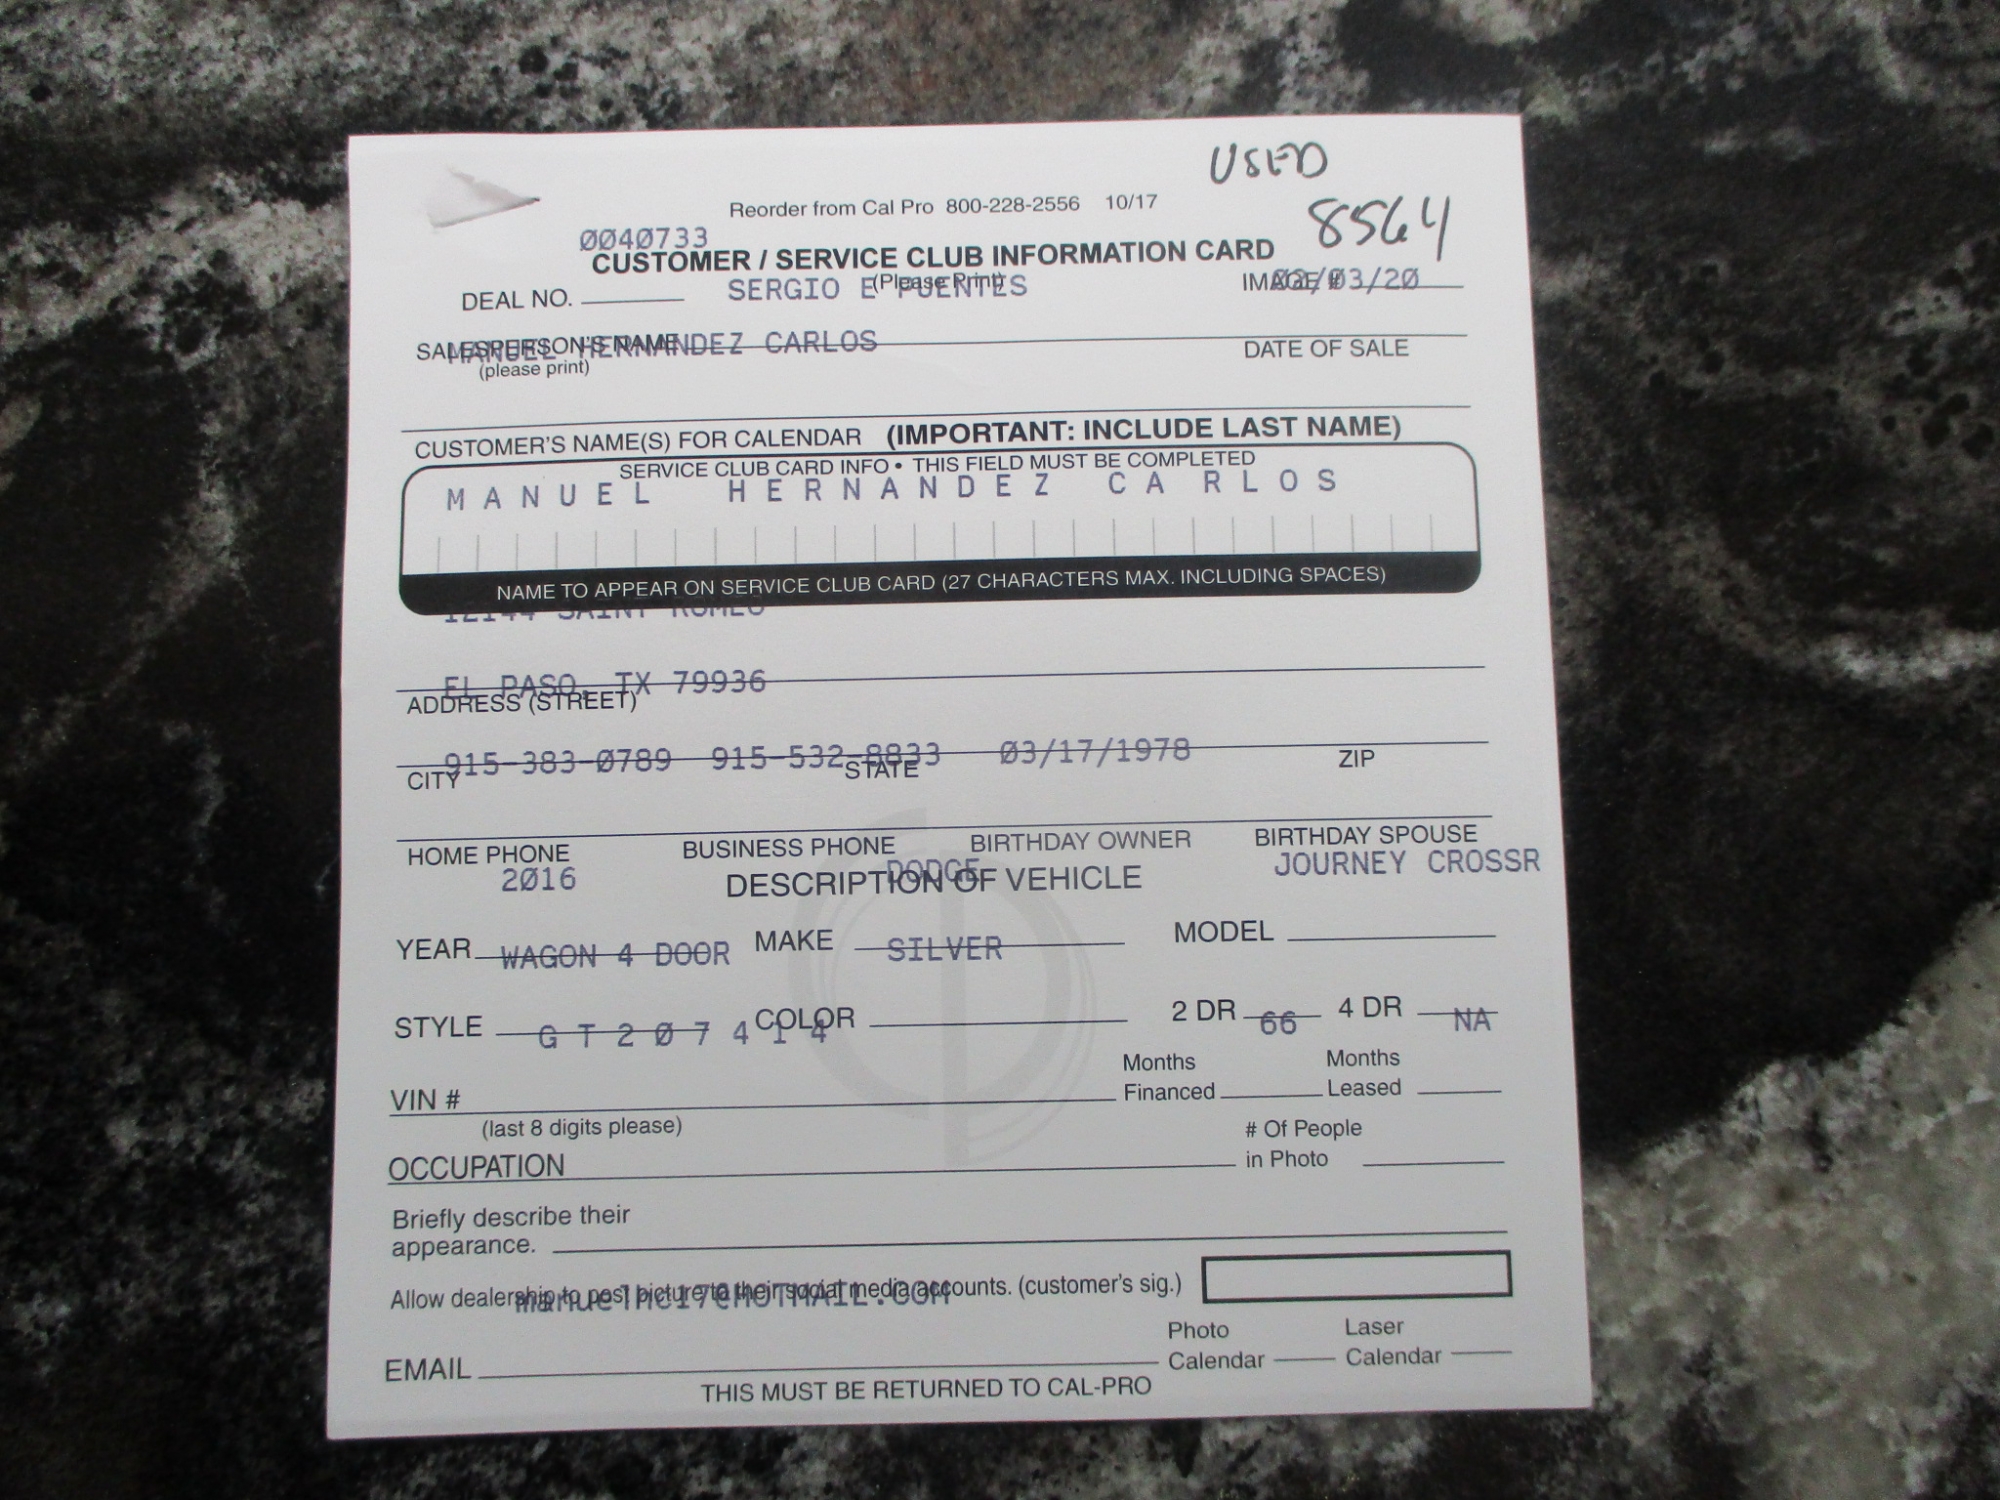 USED
Reorder from Cal Pro 800-228-2556 10/17
8564
0040733
CUSTOMER / SERVICE CLUB INFORMATION CARD
(Please Print)
DEAL NO. SERGIO E FUENTES IMAGE # 02/03/20
SALESPERSON'S NAME MANUEL HERNANDEZ CARLOS DATE OF SALE
(please print)
CUSTOMER'S NAME(S) FOR CALENDAR (IMPORTANT: INCLUDE LAST NAME)
SERVICE CLUB CARD INFO • THIS FIELD MUST BE COMPLETED
MANUEL HERNANDEZ CARLOS
NAME TO APPEAR ON SERVICE CLUB CARD (27 CHARACTERS MAX. INCLUDING SPACES)
12144 SAINT ROMEO
EL PASO, TX 79936
ADDRESS (STREET)
915-383-0789 915-532-8833 03/17/1978
CITY STATE ZIP
HOME PHONE BUSINESS PHONE BIRTHDAY OWNER BIRTHDAY SPOUSE
2016 DODGE JOURNEY CROSSR
DESCRIPTION OF VEHICLE
YEAR WAGON 4 DOOR MAKE SILVER MODEL
STYLE GT207414 COLOR 2 DR 66 4 DR NA
Months Financed Months Leased
VIN #
(last 8 digits please)
# Of People in Photo
OCCUPATION
Briefly describe their
appearance.
Allow dealership to post picture to their social media accounts. (customer's sig.)
manuelhc17@HOTMAIL.COM
Photo Calendar Laser Calendar
EMAIL
THIS MUST BE RETURNED TO CAL-PRO